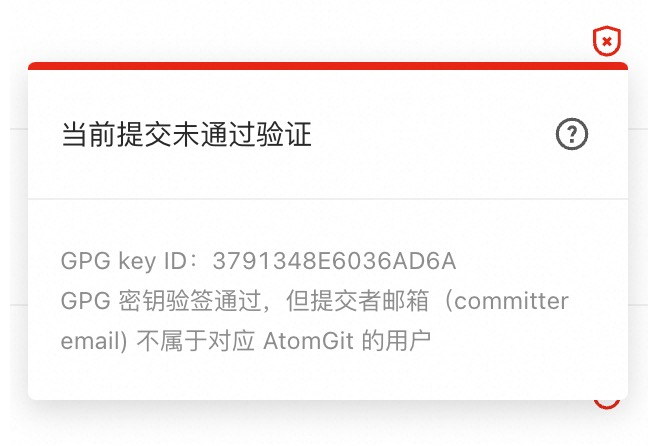 当前提交未通过验证
GPG key ID：3791348E6036AD6A
GPG 密钥验签通过，但提交者邮箱（committer
email) 不属于对应 AtomGit 的用户